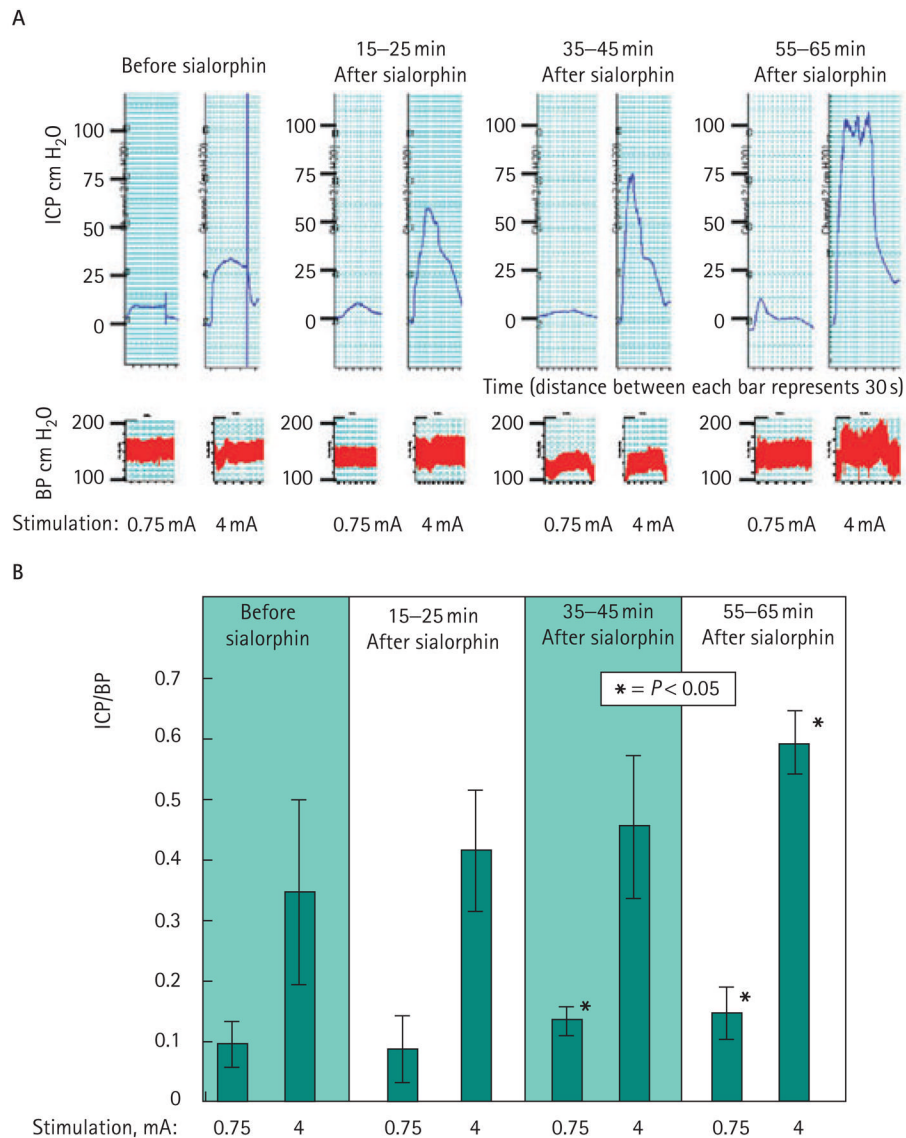 A
Before sialorphin
15–25 min
After sialorphin
35–45 min
After sialorphin
55–65 min
After sialorphin
ICP cm H₂O
100
75
50
25
0
100
75
50
25
0
100
75
50
25
0
100
75
50
25
0
Time (distance between each bar represents 30 s)
BP cm H₂O
200
100
200
100
200
100
200
100
Stimulation: 0.75 mA 4 mA 0.75 mA 4 mA 0.75 mA 4 mA 0.75 mA 4 mA
B
Before
sialorphin
15–25 min
After sialorphin
35–45 min
After sialorphin
55–65 min
After sialorphin
* = P < 0.05
ICP/BP
0.7
0.6
0.5
0.4
0.3
0.2
0.1
0
*
*
*
Stimulation, mA: 0.75 4 0.75 4 0.75 4 0.75 4